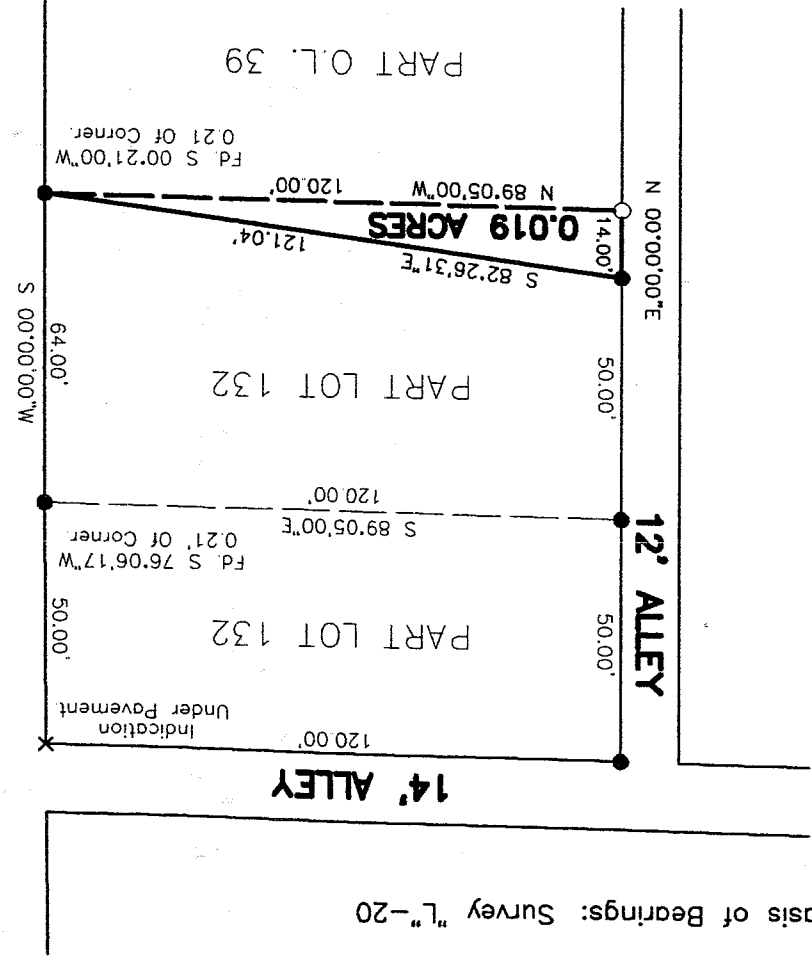 asis of Bearings: Survey "L"-20
14' ALLEY
120.00'
Indication
Under Pavement
50.00'
PART LOT 132
50.00'
12' ALLEY
Fd. S 76°06'17"W
0.21' Of Corner.
S 89°05'00"E
120.00'
PART LOT 132
50.00'
64.00'
S 00°00'00"W
S 82°26'31"E
121.04'
0.019 ACRES
14.00'
N 00°00'00"E
N 89°05'00"W
120.00'
Fd. S 00°21'00"W
0.21 Of Corner.
PART O.L. 39